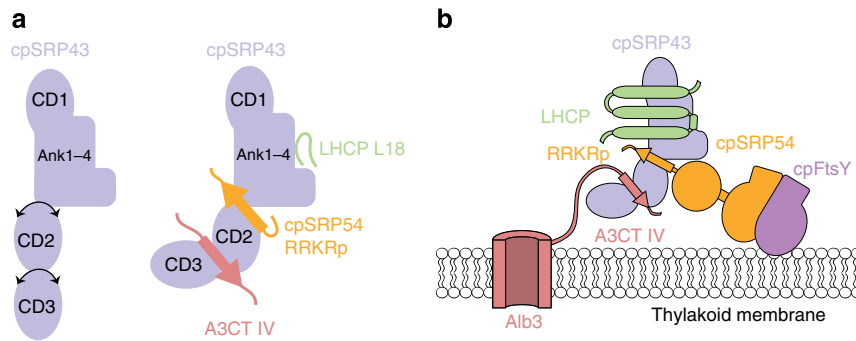 a
cpSRP43
CD1
Ank1–4
CD2
CD3
cpSRP43
CD1
Ank1–4
LHCP L18
cpSRP54
RRKRp
CD2
CD3
A3CT IV
b
cpSRP43
LHCP
RRKRp
cpSRP54
cpFtsY
A3CT IV
Alb3
Thylakoid membrane